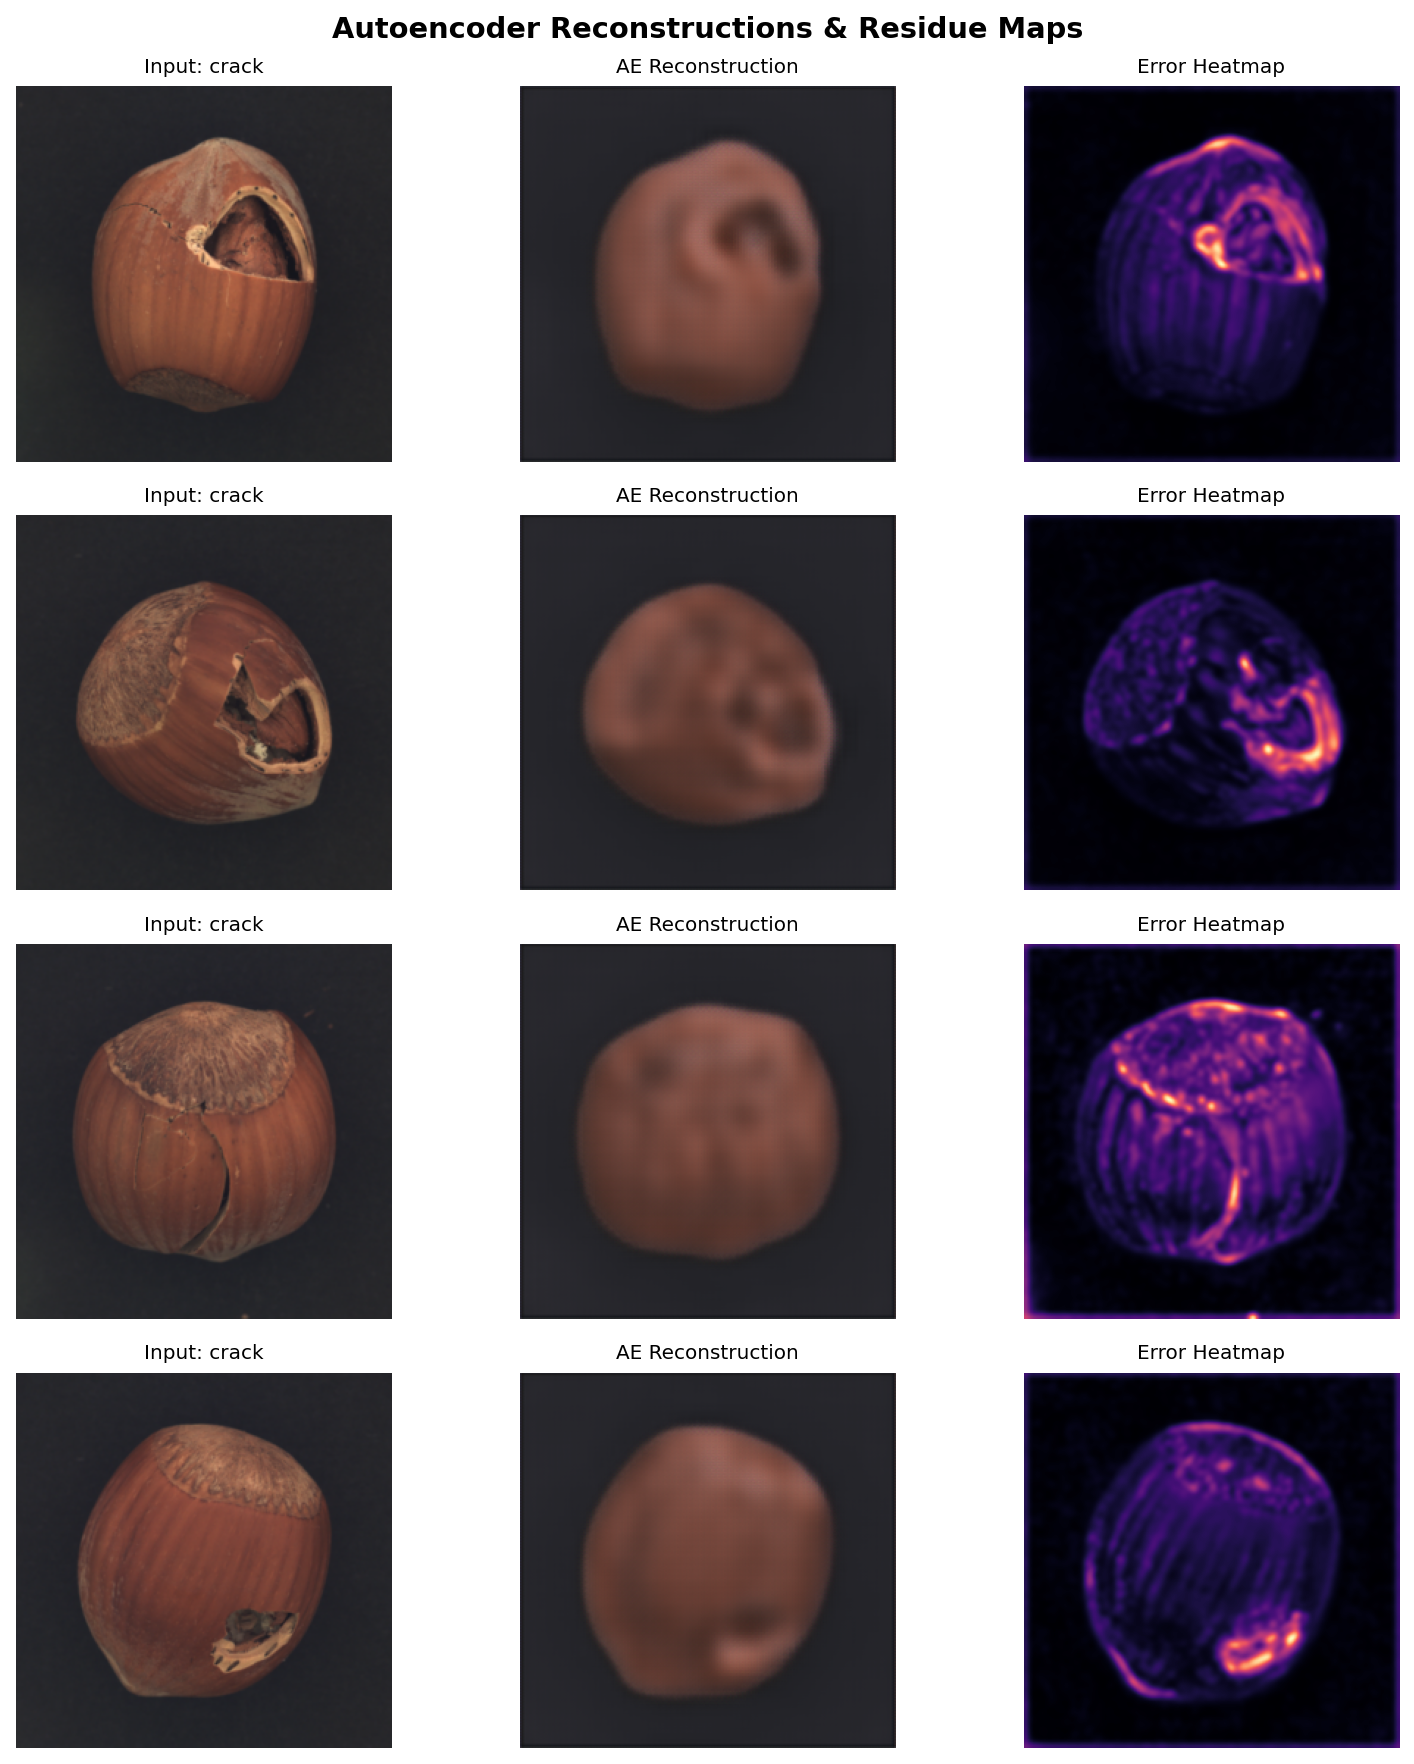 Autoencoder Reconstructions & Residue Maps
Input: crack
AE Reconstruction
Error Heatmap
Input: crack
AE Reconstruction
Error Heatmap
Input: crack
AE Reconstruction
Error Heatmap
Input: crack
AE Reconstruction
Error Heatmap